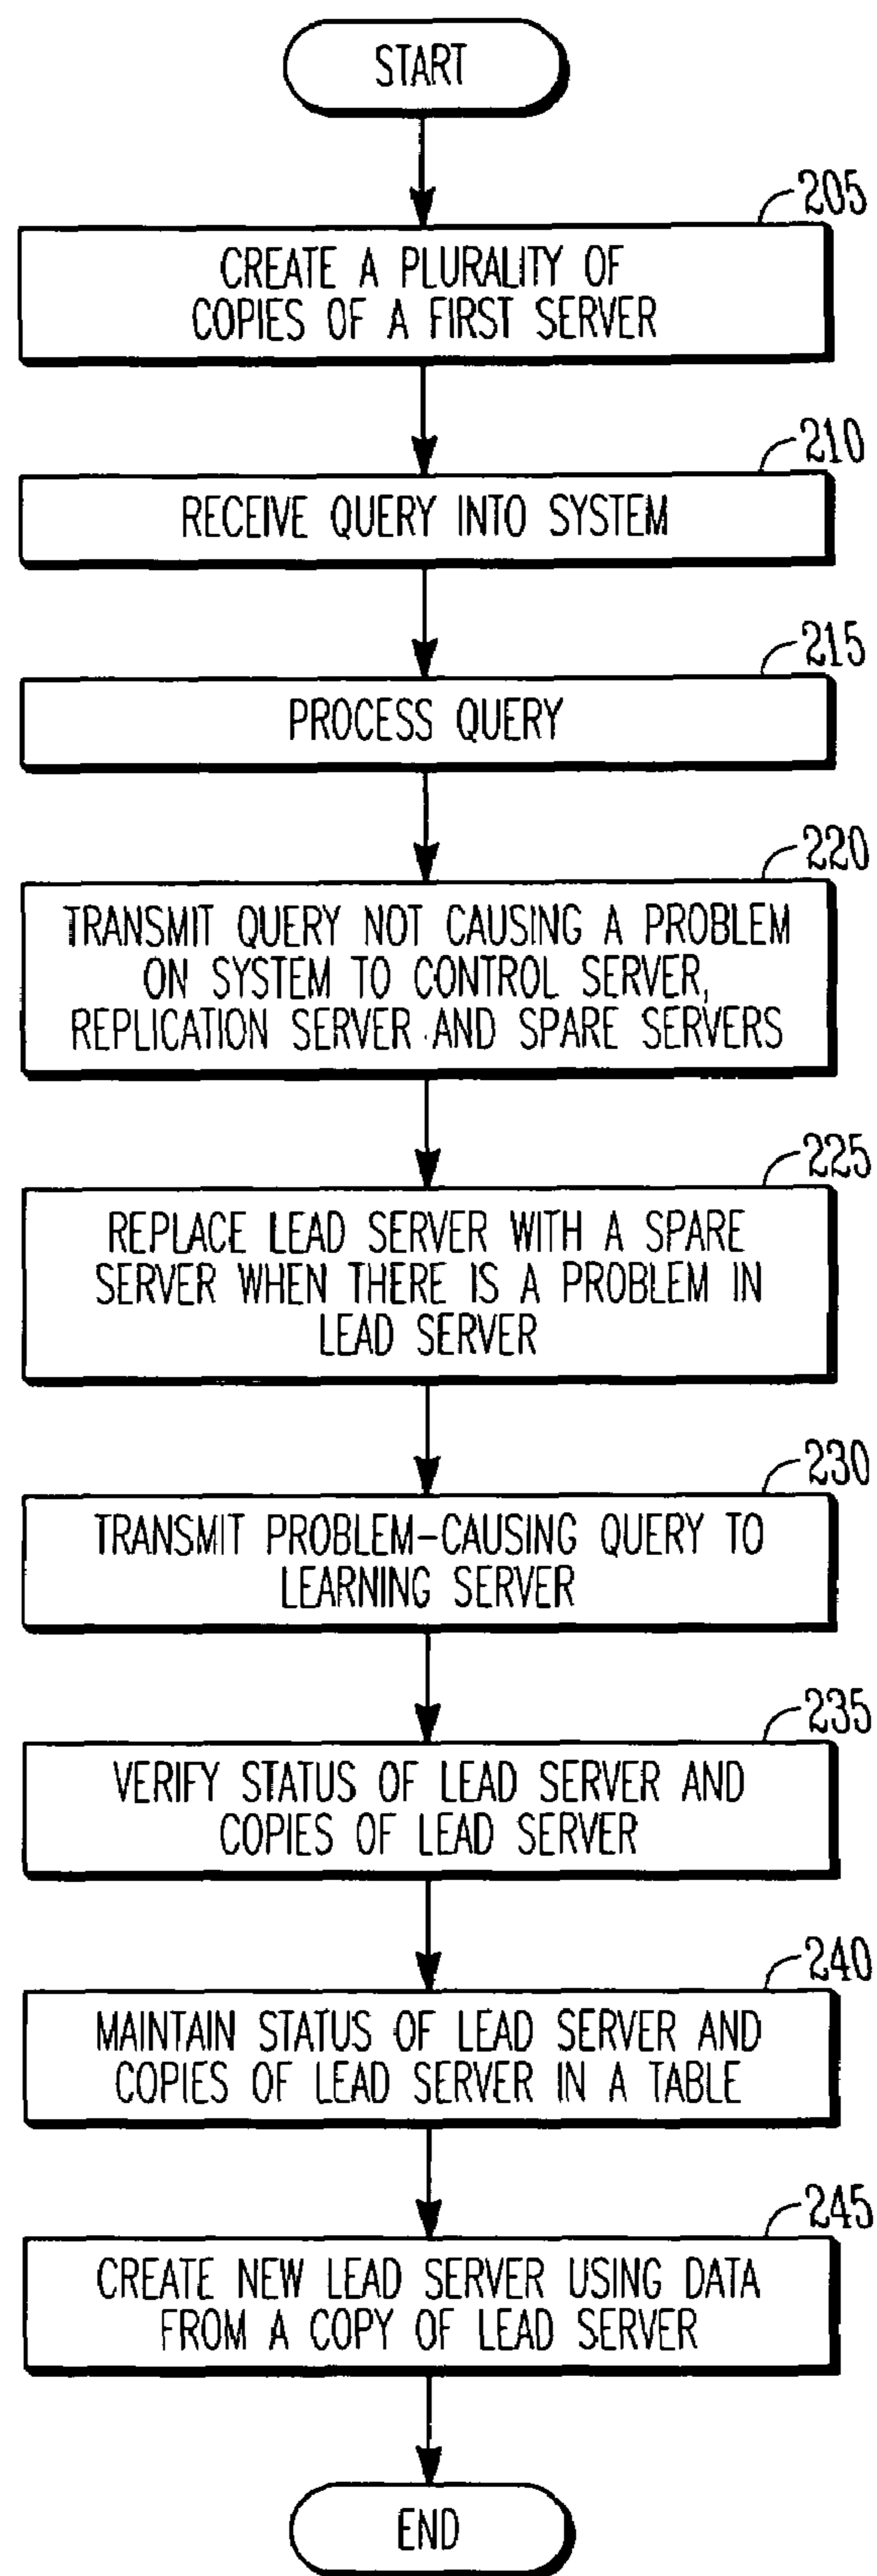 START
205
CREATE A PLURALITY OF
COPIES OF A FIRST SERVER
210
RECEIVE QUERY INTO SYSTEM
215
PROCESS QUERY
220
TRANSMIT QUERY NOT CAUSING A PROBLEM
ON SYSTEM TO CONTROL SERVER,
REPLICATION SERVER AND SPARE SERVERS
225
REPLACE LEAD SERVER WITH A SPARE
SERVER WHEN THERE IS A PROBLEM IN
LEAD SERVER
230
TRANSMIT PROBLEM-CAUSING QUERY TO
LEARNING SERVER
235
VERIFY STATUS OF LEAD SERVER AND
COPIES OF LEAD SERVER
240
MAINTAIN STATUS OF LEAD SERVER AND
COPIES OF LEAD SERVER IN A TABLE
245
CREATE NEW LEAD SERVER USING DATA
FROM A COPY OF LEAD SERVER
END